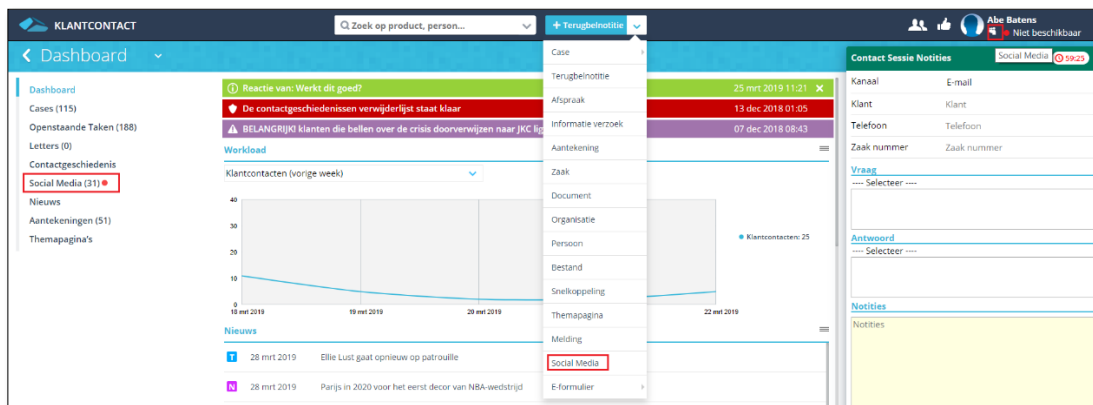 KLANTCONTACT
Zoek op product, person...
+ Terugbelnotitie
Abe Batens
Niet beschikbaar
Dashboard
Dashboard
Cases (115)
Openstaande Taken (188)
Letters (0)
Contactgeschiedenis
Social Media (31)
Nieuws
Aantekeningen (51)
Themapagina's
Reactie van: Werkt dit goed?
25 mrt 2019 11:21
De contactgeschiedenissen verwijderlijst staat klaar
13 dec 2018 01:05
BELANGRIJK! klanten die bellen over de crisis doorverwijzen naar JKC lig
07 dec 2018 08:43
Workload
Klantcontacten (vorige week)
40
30
20
10
0
18 mrt 2019
19 mrt 2019
20 mrt 2019
22 mrt 2019
Klantcontacten: 25
Nieuws
T 28 mrt 2019 Ellie Lust gaat opnieuw op patrouille
N 28 mrt 2019 Parijs in 2020 voor het eerst decor van NBA-wedstrijd
Case
Terugbelnotitie
Afspraak
Informatie verzoek
Aantekening
Zaak
Document
Organisatie
Persoon
Bestand
Snelkoppeling
Themapagina
Melding
Social Media
E-formulier
Contact Sessie Notities
Social Media
59:25
Kanaal E-mail
Klant Klant
Telefoon Telefoon
Zaak nummer Zaak nummer
Vraag
---- Selecteer ----
Antwoord
---- Selecteer ----
Notities
Notities